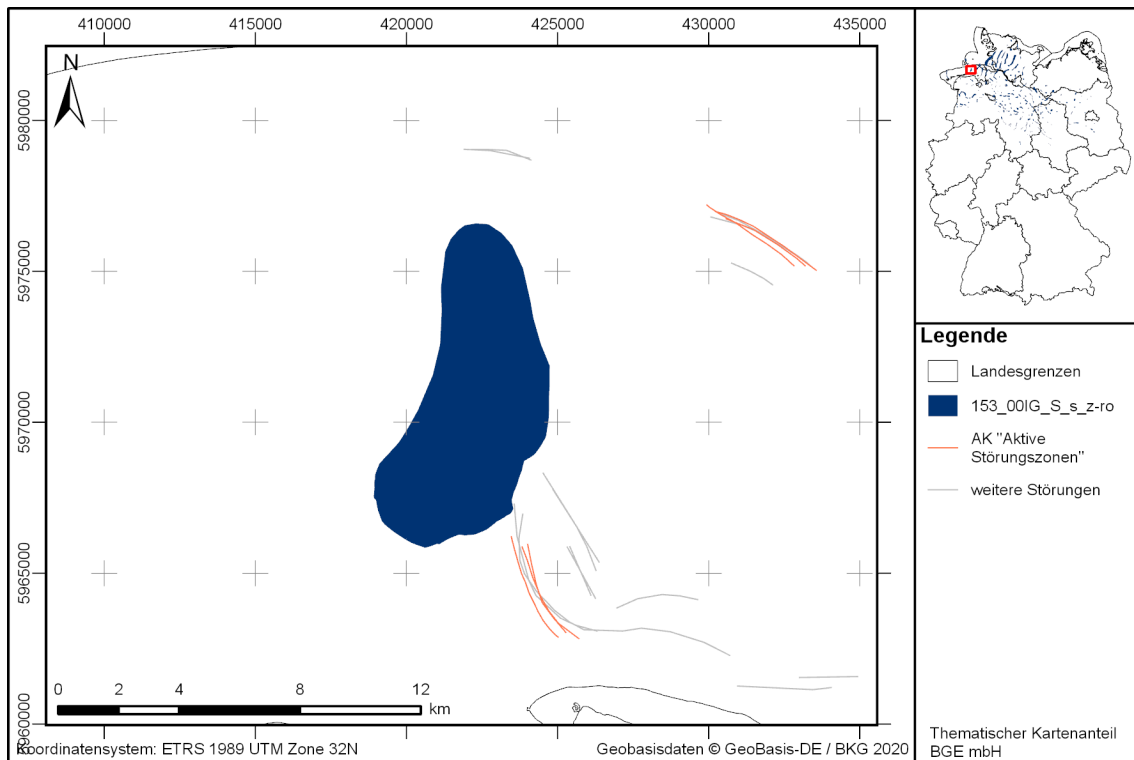 410000 415000 420000 425000 430000 435000
N
5980000
5975000
5970000
5965000
5960000
0 2 4 8 12
km
Koordinatensystem: ETRS 1989 UTM Zone 32N
Geobasisdaten © GeoBasis-DE / BKG 2020
Legende
Landesgrenzen
153_00IG_S_s_z-ro
AK "Aktive
Störungszonen"
weitere Störungen
Thematischer Kartenanteil
BGE mbH